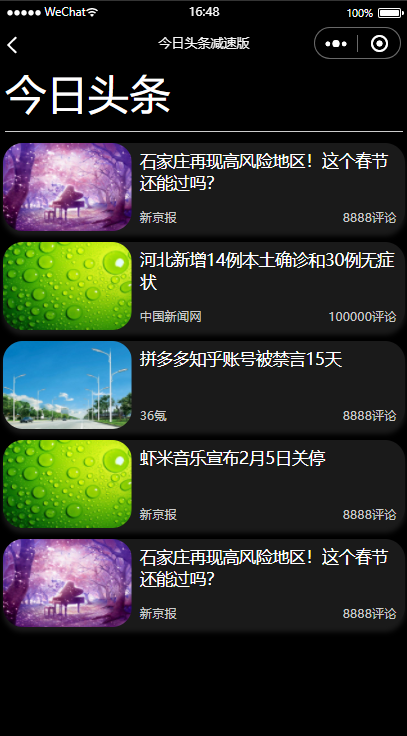 WeChat 16:48 100%
今日头条减速版
今日头条
石家庄再现高风险地区！这个春节
还能过吗？
新京报 8888评论
河北新增14例本土确诊和30例无症
状
中国新闻网 100000评论
拼多多知乎账号被禁言15天
36氪 8888评论
虾米音乐宣布2月5日关停
新京报 8888评论
石家庄再现高风险地区！这个春节
还能过吗？
新京报 8888评论